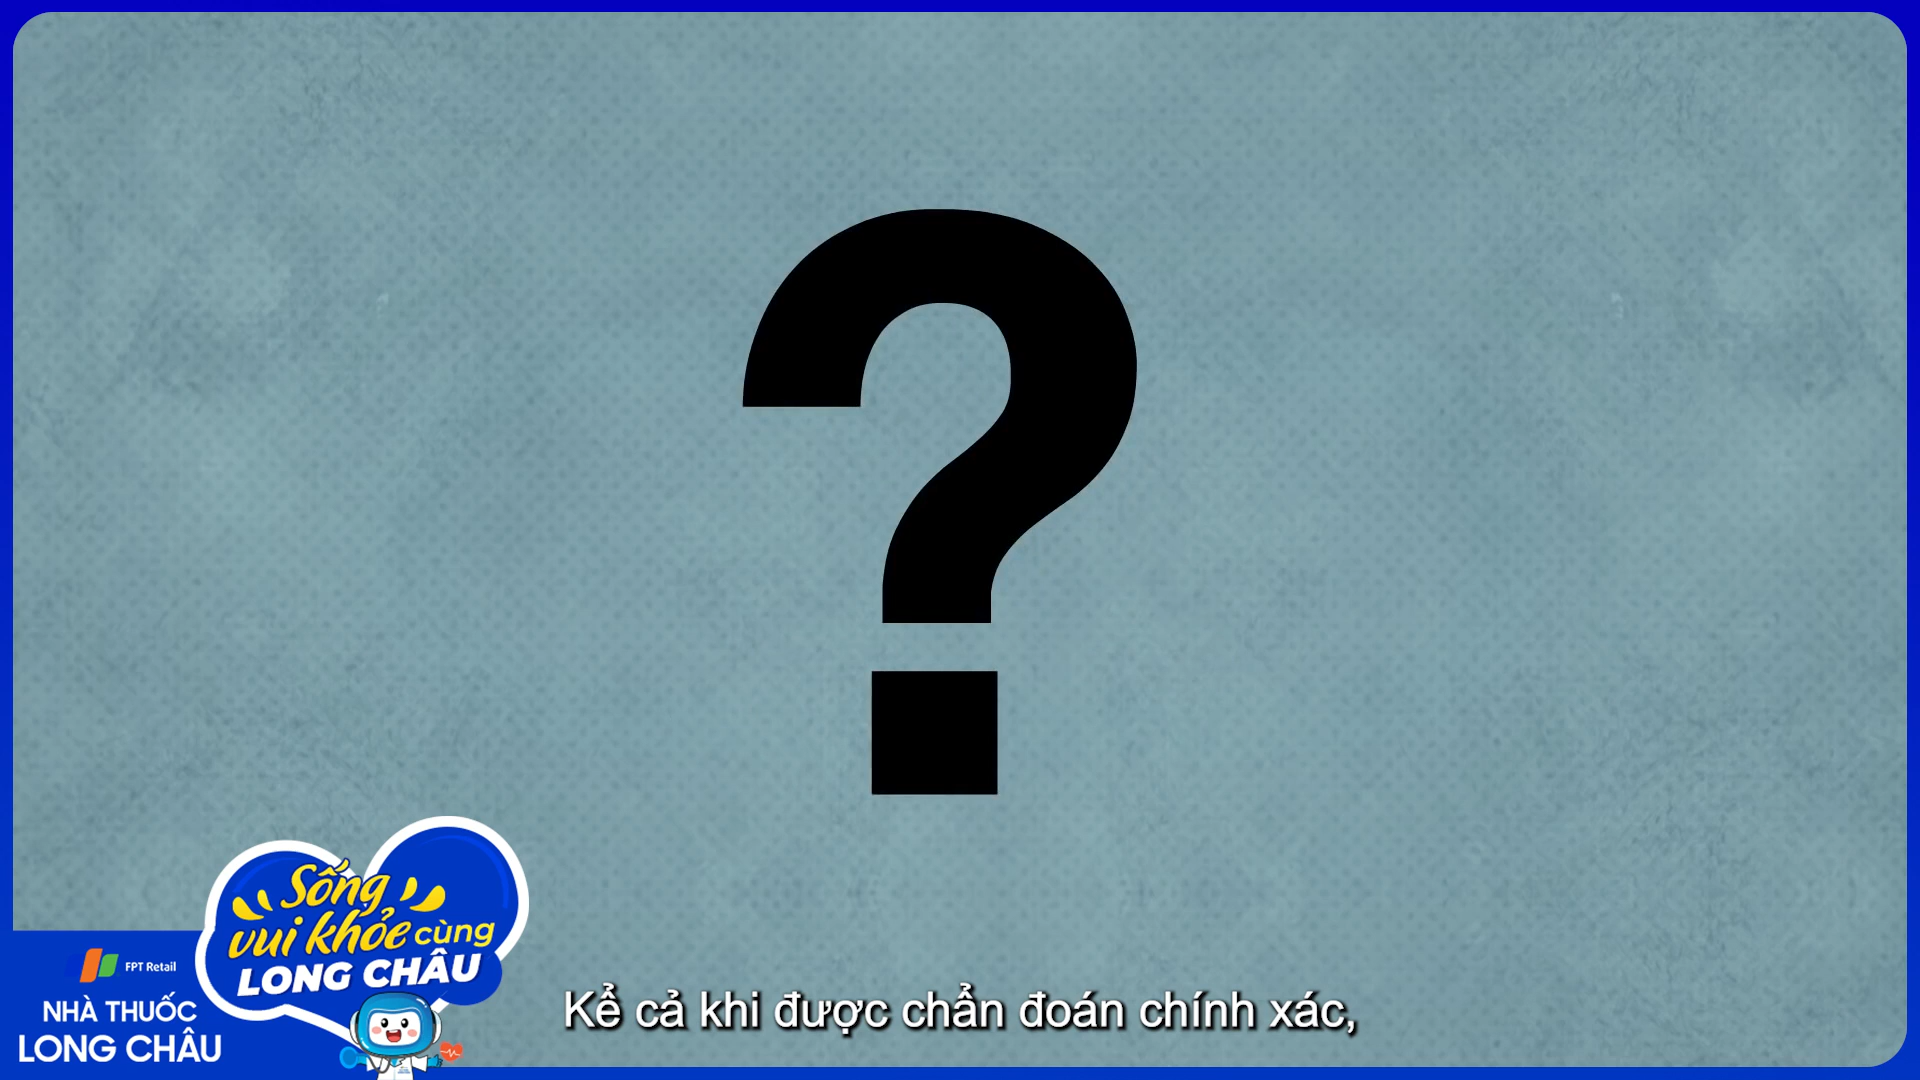 ?
Sống
vui khỏe cùng
LONG CHÂU
FPT Retail
NHÀ THUỐC
LONG CHÂU
Kể cả khi được chẩn đoán chính xác,